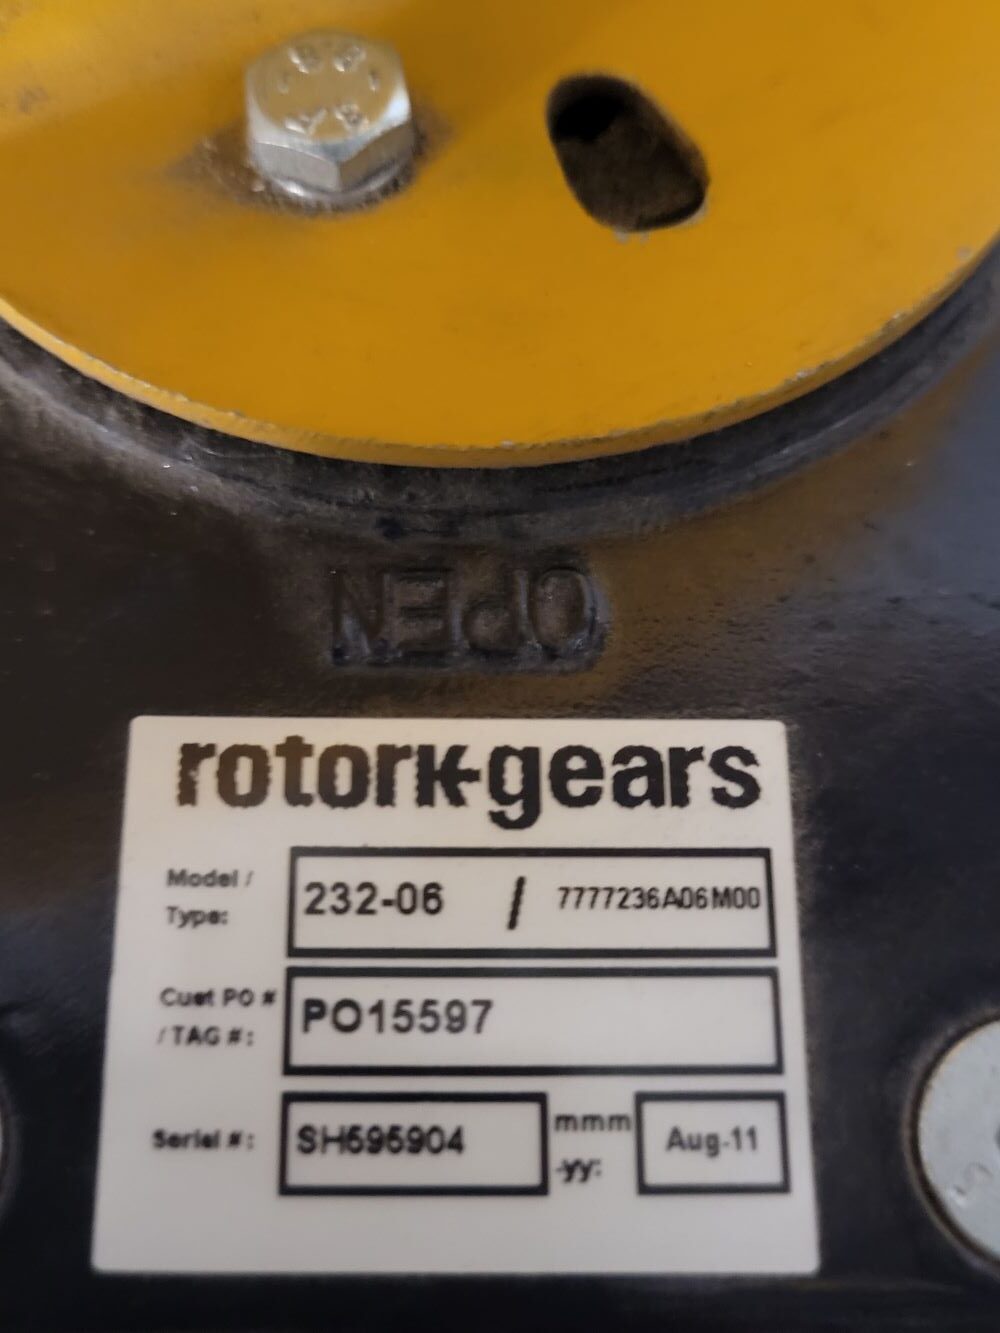 OPEN
rotork gears
Model / Type: 232-06 / 7777236A06M00
Cust PO # / TAG #: PO15597
Serial #: SH595904 mmm-yy: Aug-11